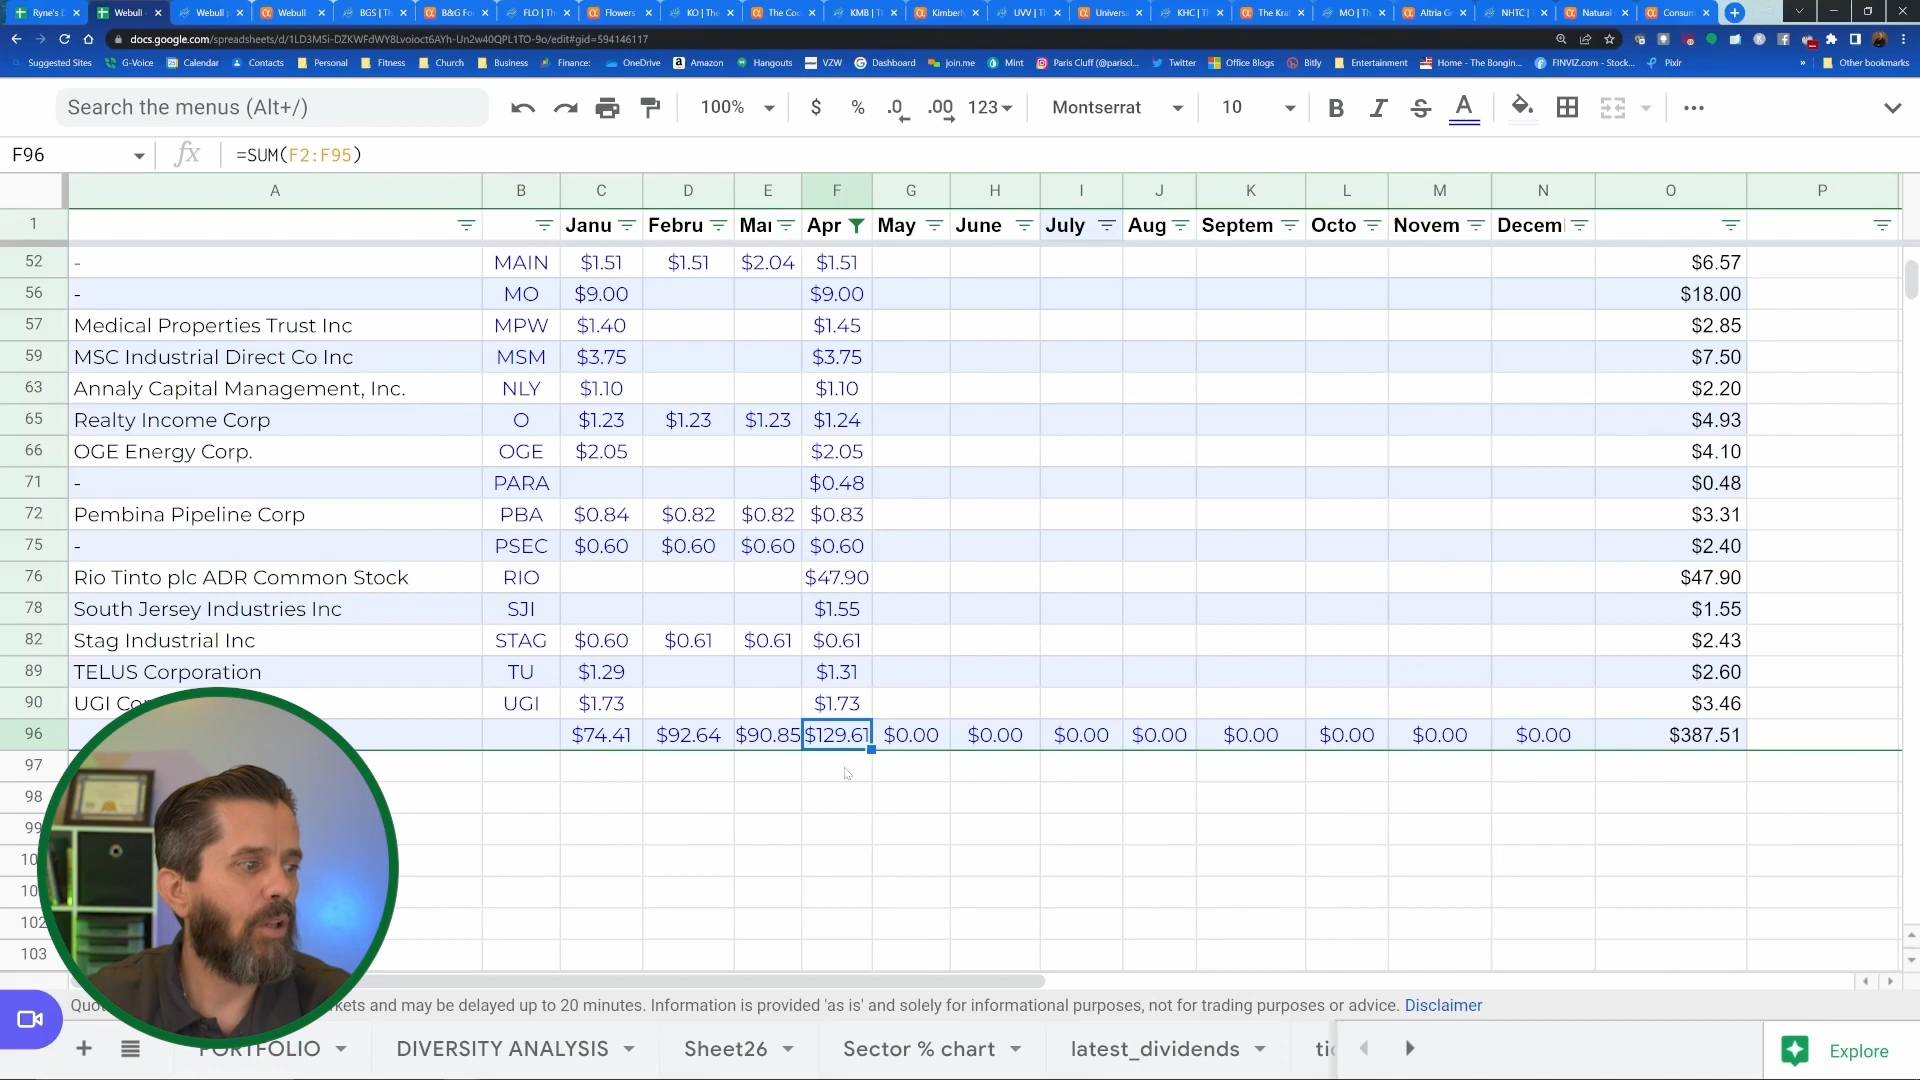 Ryne's D
Webull -
Webull p
Webull
BGS | Th
B&G Fo
FLO | Th
Flowers
KO | The
The Coc
KMB | T
Kimberl
UVV | T
Univers
KHC | T
The Kra
MO | Th
Altria G
NHTC |
Natural
Consum
docs.google.com/spreadsheets/d/1LD3MSi-DZKWFdWY8Lvoioct6AYh-Un2w40QPL1TO-9o/edit#gid=594146117
Suggested Sites
G-Voice
Calendar
Contacts
Personal
Fitness
Church
Business
Finance:
OneDrive
Amazon
Hangouts
VZW
Dashboard
join.me
Mint
Paris Cluff (@pariscl...
Twitter
Office Blogs
Bitly
Entertainment
Home - The Bongin...
FINVIZ.com - Stock...
Pixlr
»
Other bookmarks
Search the menus (Alt+/)
100%
$
%
.0
.00
123
Montserrat
10
B
I
S
A
F96
fx
=SUM(F2:F95)
A B C D E F G H I J K L M N O P
1 Janu Febru Mar Apr May June July Aug Septem Octo Novem Decem
52 - MAIN $1.51 $1.51 $2.04 $1.51 $6.57
56 - MO $9.00 $9.00 $18.00
57 Medical Properties Trust Inc MPW $1.40 $1.45 $2.85
59 MSC Industrial Direct Co Inc MSM $3.75 $3.75 $7.50
63 Annaly Capital Management, Inc. NLY $1.10 $1.10 $2.20
65 Realty Income Corp O $1.23 $1.23 $1.23 $1.24 $4.93
66 OGE Energy Corp. OGE $2.05 $2.05 $4.10
71 - PARA $0.48 $0.48
72 Pembina Pipeline Corp PBA $0.84 $0.82 $0.82 $0.83 $3.31
75 - PSEC $0.60 $0.60 $0.60 $0.60 $2.40
76 Rio Tinto plc ADR Common Stock RIO $47.90 $47.90
78 South Jersey Industries Inc SJI $1.55 $1.55
82 Stag Industrial Inc STAG $0.60 $0.61 $0.61 $0.61 $2.43
89 TELUS Corporation TU $1.29 $1.31 $2.60
90 UGI Co UGI $1.73 $1.73 $3.46
96 $74.41 $92.64 $90.85 $129.61 $0.00 $0.00 $0.00 $0.00 $0.00 $0.00 $0.00 $0.00 $387.51
97
98
99
10
10
102
103
Quo kets and may be delayed up to 20 minutes. Information is provided 'as is' and solely for informational purposes, not for trading purposes or advice. Disclaimer
PORTFOLIO
DIVERSITY ANALYSIS
Sheet26
Sector % chart
latest_dividends
ti
Explore